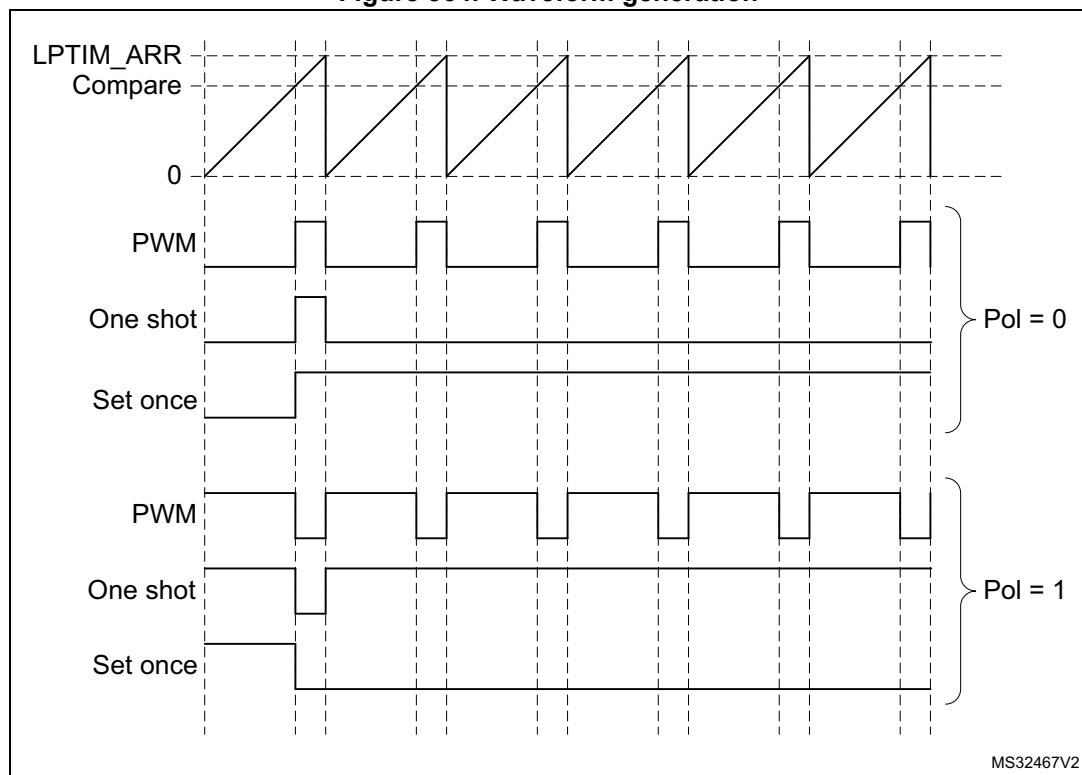 LPTIM_ARR
Compare
0
PWM
One shot
Set once
Pol = 0
PWM
One shot
Set once
Pol = 1
MS32467V2